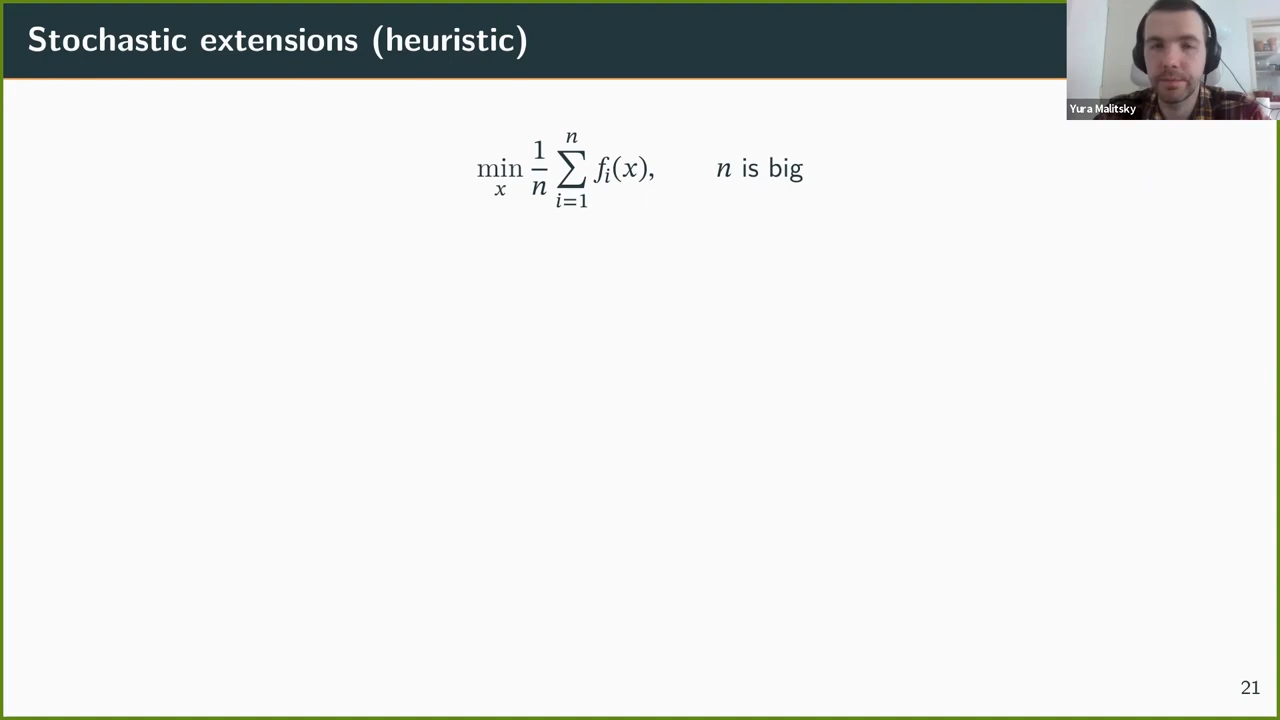 Stochastic extensions (heuristic)
Yura Malitsky
min_x 1/n ∑_{i=1}^{n} f_i(x), n is big
21